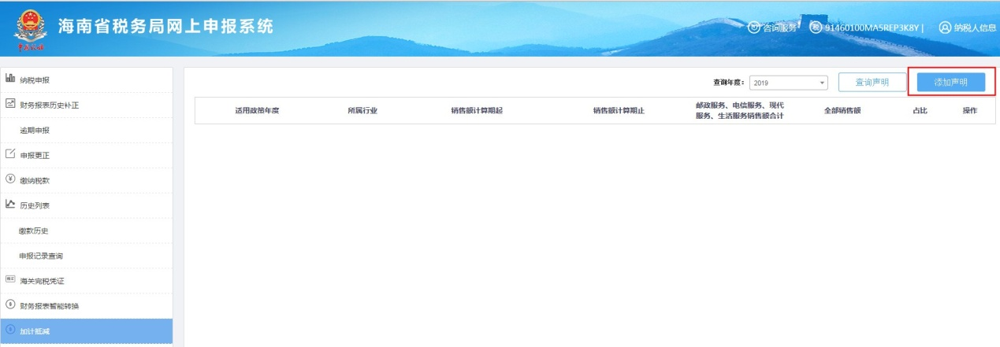 海南省税务局网上申报系统
咨询服务 税 91460100MA5RFP3K8Y | 纳税人信息
中国税务
纳税申报
财务报表历史补正
逾期申报
申报更正
缴纳税款
历史列表
缴款历史
申报记录查询
海关完税凭证
财务报表智能转换
加计抵减
查询年度： 2019 查询声明 添加声明
适用政策年度 所属行业 销售额计算期起 销售额计算期止 邮政服务、电信服务、现代 全部销售额 占比 操作
服务、生活服务销售额合计